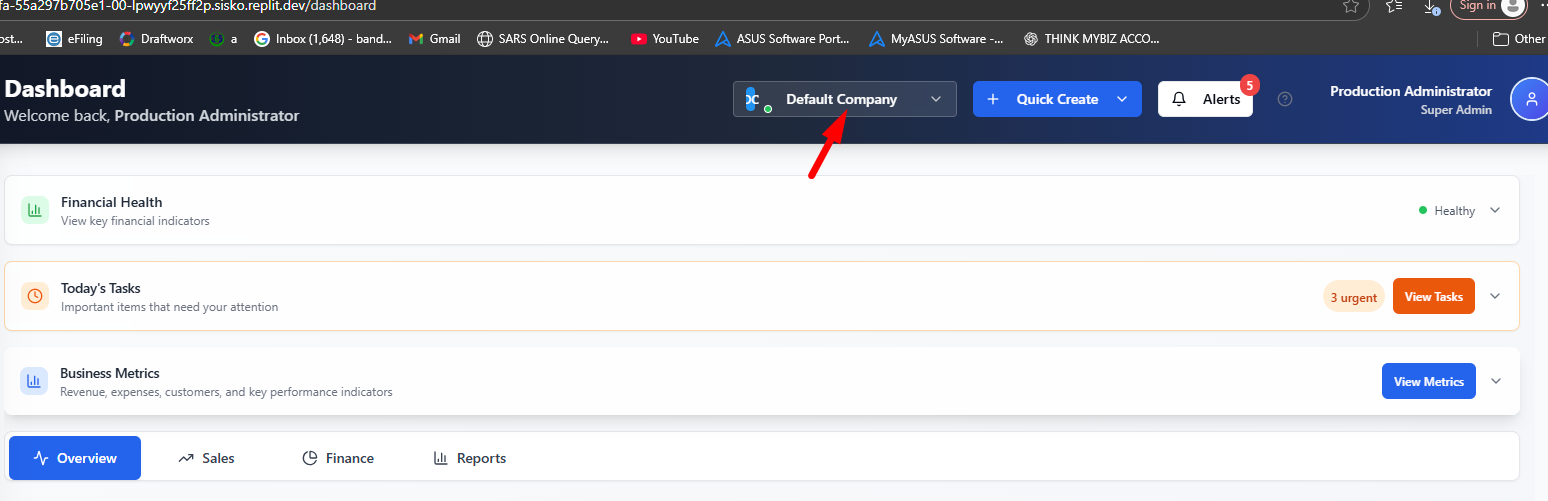 fa-55a297b705e1-00-lpwyyf25ff2p.sisko.replit.dev/dashboard
Sign in
ost...
eFiling
Draftworx
a
Inbox (1,648) - band...
Gmail
SARS Online Query...
YouTube
ASUS Software Port...
MyASUS Software -...
THINK MYBIZ ACCO...
Other
Dashboard
Welcome back, Production Administrator
DC
Default Company
Quick Create
Alerts
5
Production Administrator
Super Admin
Financial Health
View key financial indicators
Healthy
Today's Tasks
Important items that need your attention
3 urgent
View Tasks
Business Metrics
Revenue, expenses, customers, and key performance indicators
View Metrics
Overview
Sales
Finance
Reports